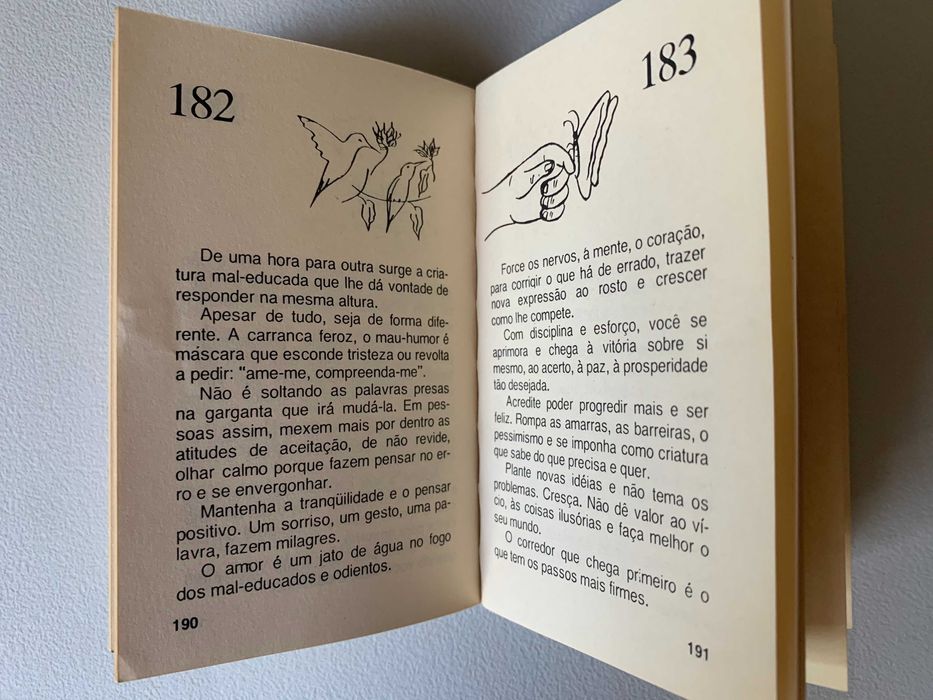 182
De uma hora para outra surge a cria-
tura mal-educada que lhe dá vontade de
responder na mesma altura.
Apesar de tudo, seja de forma dife-
rente. A carranca feroz, o mau-humor é
máscara que esconde tristeza ou revolta
a pedir: "ame-me, compreenda-me".
Não é soltando as palavras presas
na garganta que irá mudá-la. Em pes-
soas assim, mexem mais por dentro as
atitudes de aceitação, de não revide,
olhar calmo porque fazem pensar no er-
ro e se envergonhar.
Mantenha a tranqüilidade e o pensar
positivo. Um sorriso, um gesto, uma pa-
lavra, fazem milagres.
O amor é um jato de água no fogo
dos mal-educados e odientos.
190
183
Force os nervos, á mente, o coração,
para corrigir o que há de errado, trazer
nova expressão ao rosto e crescer
como lhe compete.
Com disciplina e esforço, você se
aprimora e chega à vitória sobre si
mesmo, ao acerto, à paz, à prosperidade
tão desejada.
Acredite poder progredir mais e ser
feliz. Rompa as amarras, as barreiras, o
pessimismo e se imponha como criatura
que sabe do que precisa e quer.
Plante novas idéias e não tema os
problemas. Cresça. Não dê valor ao ví-
cio, às coisas ilusórias e faça melhor o
seu mundo.
O corredor que chega primeiro é o
que tem os passos mais firmes.
191